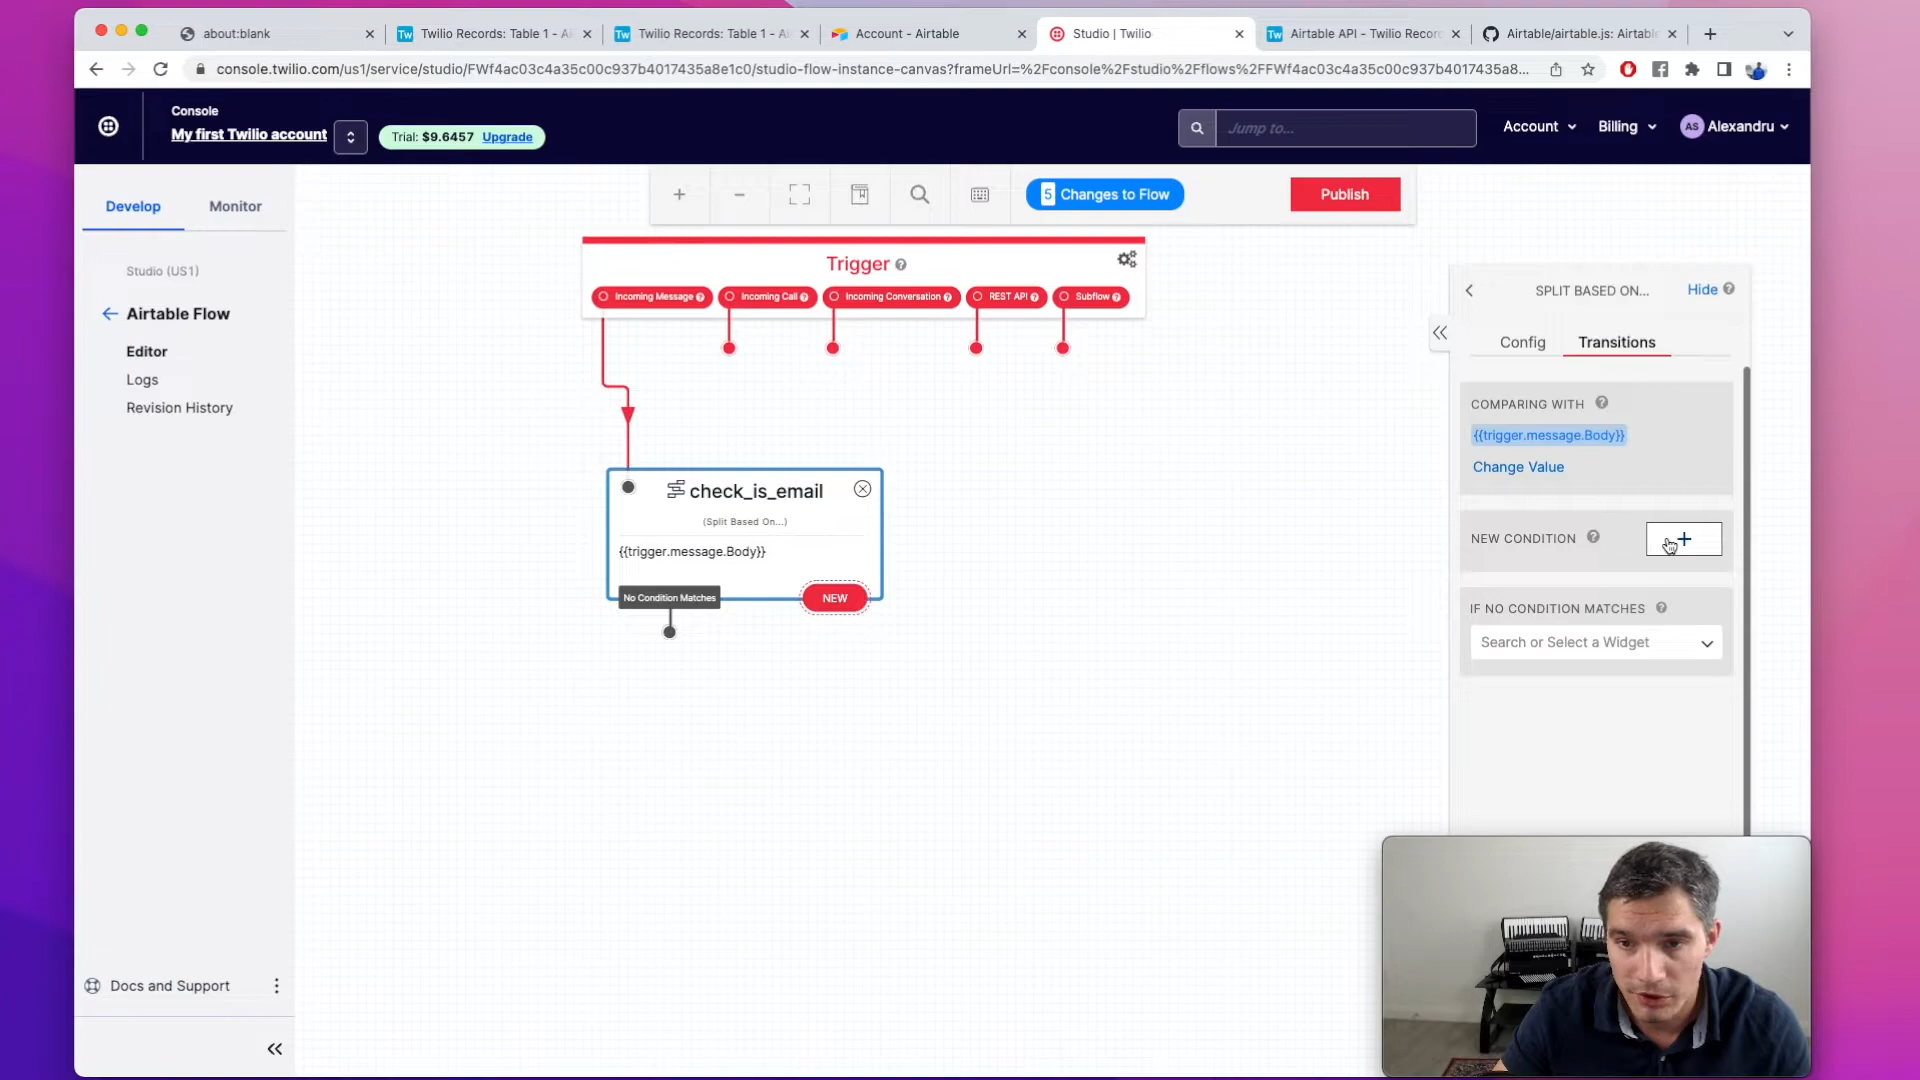 about:blank
Twilio Records: Table 1 - Ai
Twilio Records: Table 1 - A
Account - Airtable
Studio | Twilio
Airtable API - Twilio Recor
Airtable/airtable.js: Airtabl
console.twilio.com/us1/service/studio/FWf4ac03c4a35c00c937b4017435a8e1c0/studio-flow-instance-canvas?frameUrl=%2Fconsole%2Fstudio%2Fflows%2FFWf4ac03c4a35c00c937b4017435a8...
Console
My first Twilio account
Trial: $9.6457 Upgrade
Jump to...
Account
Billing
AS Alexandru
Develop
Monitor
5 Changes to Flow
Publish
Studio (US1)
Airtable Flow
Editor
Logs
Revision History
Trigger
Incoming Message
Incoming Call
Incoming Conversation
REST API
Subflow
check_is_email
(Split Based On...)
{{trigger.message.Body}}
No Condition Matches
NEW
SPLIT BASED ON...
Hide
Config
Transitions
COMPARING WITH
{{trigger.message.Body}}
Change Value
NEW CONDITION
IF NO CONDITION MATCHES
Search or Select a Widget
Docs and Support